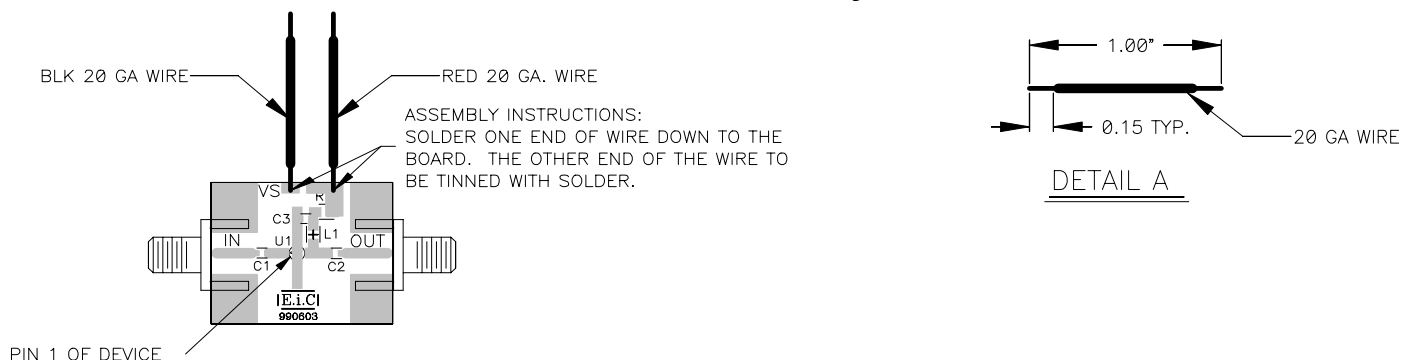 BLK 20 GA WIRE
RED 20 GA. WIRE
ASSEMBLY INSTRUCTIONS:
SOLDER ONE END OF WIRE DOWN TO THE
BOARD. THE OTHER END OF THE WIRE TO
BE TINNED WITH SOLDER.
VS
R
C3
L1
IN
U1
OUT
C1
C2
E.i.C
990603
PIN 1 OF DEVICE
1.00"
0.15 TYP.
20 GA WIRE
DETAIL A